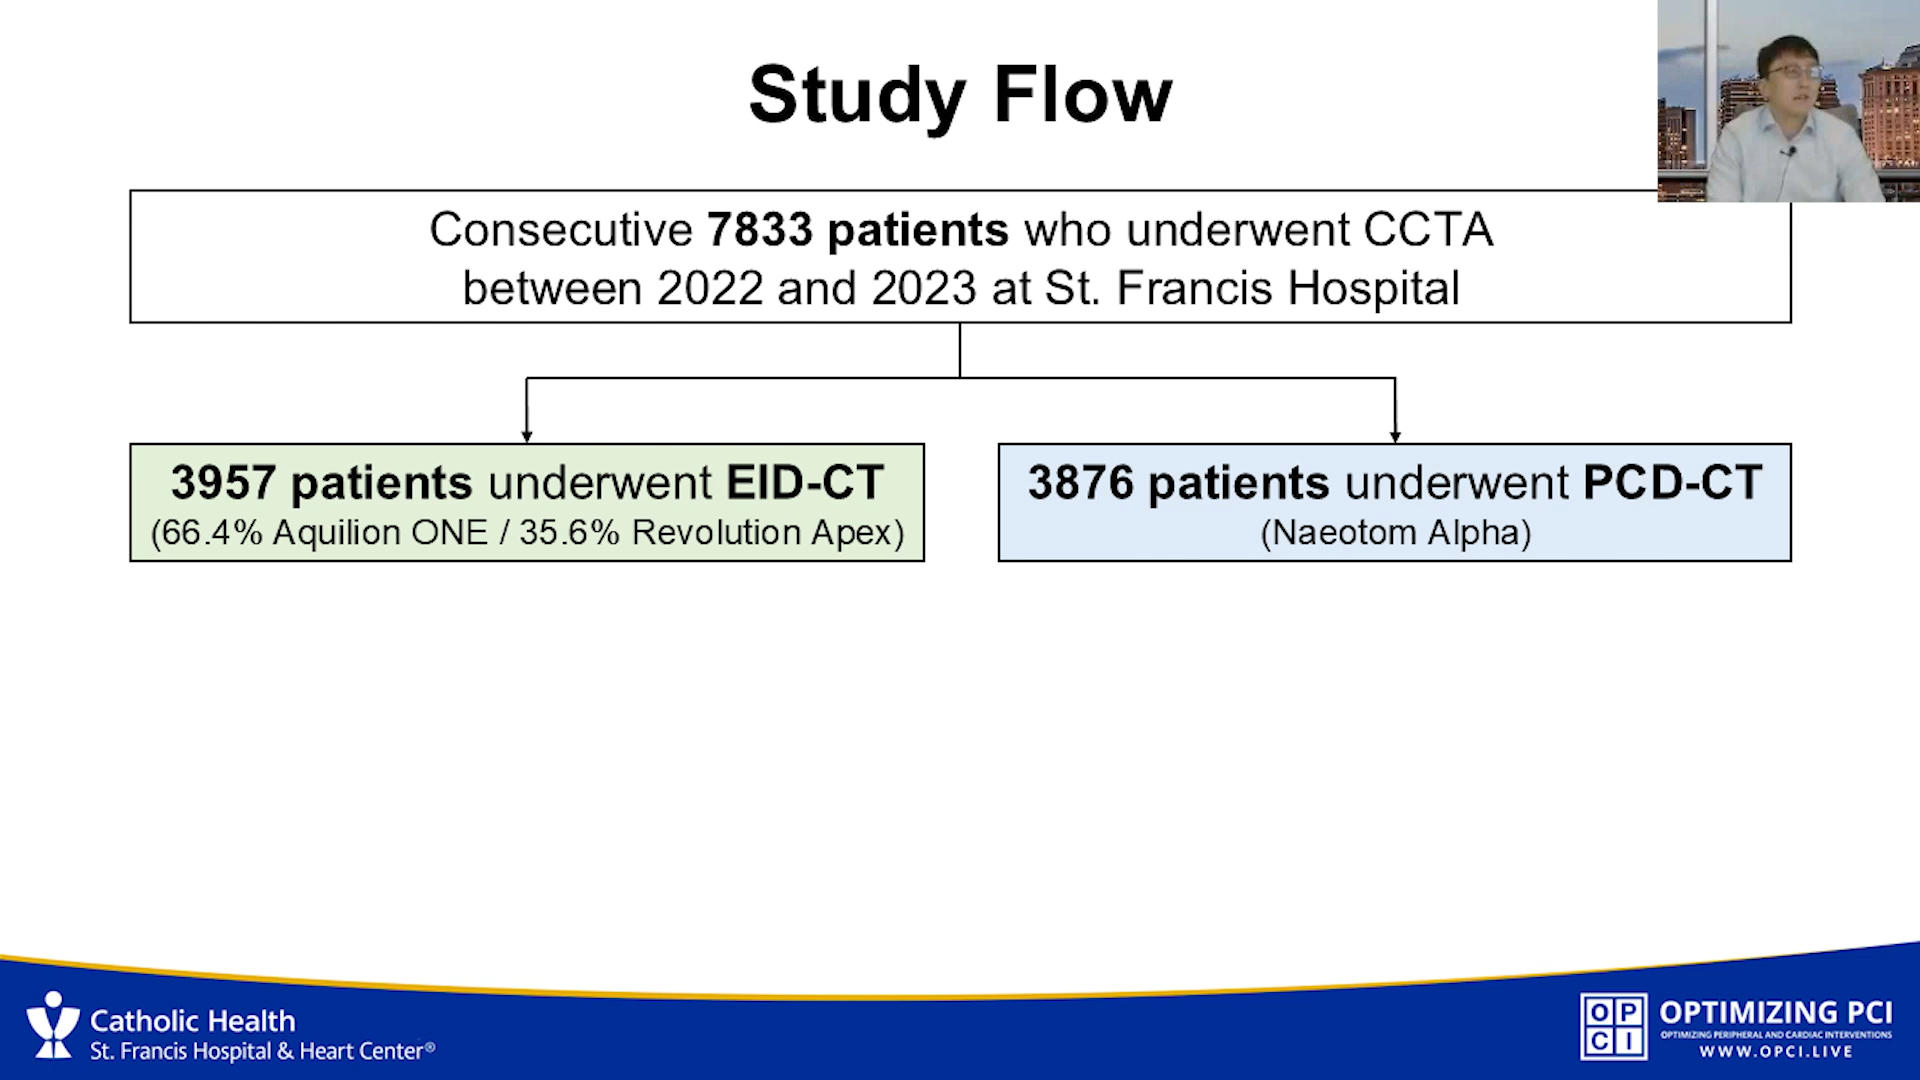 Study Flow
Consecutive 7833 patients who underwent CCTA
between 2022 and 2023 at St. Francis Hospital
3957 patients underwent EID-CT
(66.4% Aquilion ONE / 35.6% Revolution Apex)
3876 patients underwent PCD-CT
(Naeotom Alpha)
Catholic Health
St. Francis Hospital & Heart Center®
OP
CI
OPTIMIZING PCI
OPTIMIZING PERIPHERAL AND CARDIAC INTERVENTIONS
WWW.OPCI.LIVE